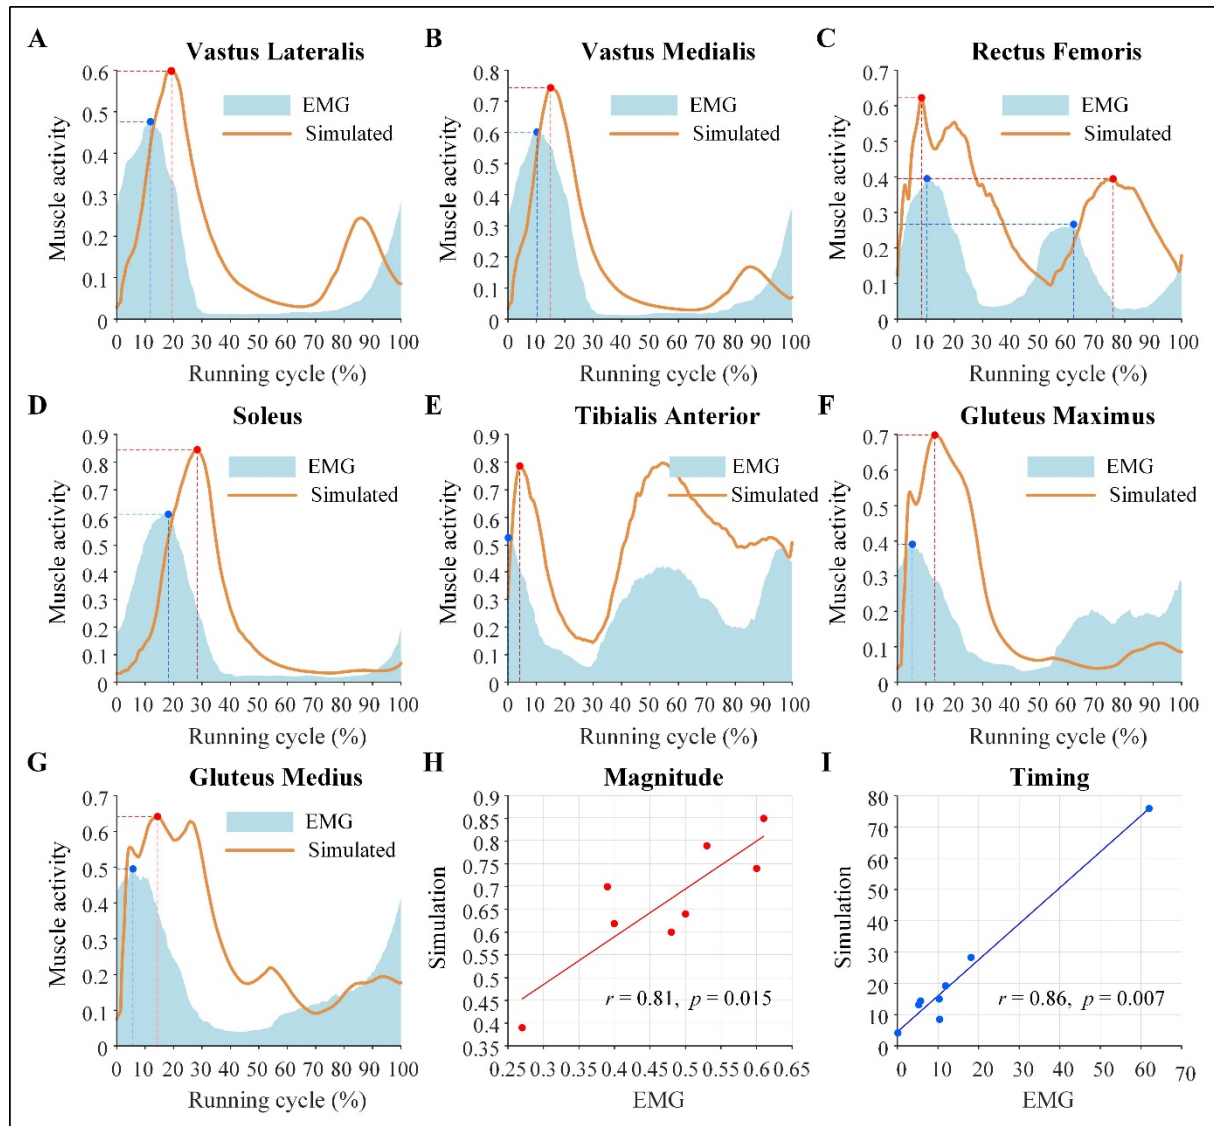 A
Vastus Lateralis
0.6
0.5
0.4
0.3
0.2
0.1
0
Muscle activity
EMG
Simulated
0 10 20 30 40 50 60 70 80 90 100
Running cycle (%)
B
Vastus Medialis
0.8
0.7
0.6
0.5
0.4
0.3
0.2
0.1
0
Muscle activity
EMG
Simulated
0 10 20 30 40 50 60 70 80 90 100
Running cycle (%)
C
Rectus Femoris
0.7
0.6
0.5
0.4
0.3
0.2
0.1
0
Muscle activity
EMG
Simulated
0 10 20 30 40 50 60 70 80 90 100
Running cycle (%)
D
Soleus
0.9
0.8
0.7
0.6
0.5
0.4
0.3
0.2
0.1
0
Muscle activity
EMG
Simulated
0 10 20 30 40 50 60 70 80 90 100
Running cycle (%)
E
Tibialis Anterior
0.9
0.8
0.7
0.6
0.5
0.4
0.3
0.2
0.1
0
Muscle activity
EMG
Simulated
0 10 20 30 40 50 60 70 80 90 100
Running cycle (%)
F
Gluteus Maximus
0.7
0.6
0.5
0.4
0.3
0.2
0.1
0
Muscle activity
EMG
Simulated
0 10 20 30 40 50 60 70 80 90 100
Running cycle (%)
G
Gluteus Medius
0.7
0.6
0.5
0.4
0.3
0.2
0.1
0
Muscle activity
EMG
Simulated
0 10 20 30 40 50 60 70 80 90 100
Running cycle (%)
H
Magnitude
0.9
0.85
0.8
0.75
0.7
0.65
0.6
0.55
0.5
0.45
0.4
0.35
Simulation
r = 0.81, p = 0.015
0.25 0.3 0.35 0.4 0.45 0.5 0.55 0.6 0.65
EMG
I
Timing
80
70
60
50
40
30
20
10
0
Simulation
r = 0.86, p = 0.007
0 10 20 30 40 50 60 70
EMG